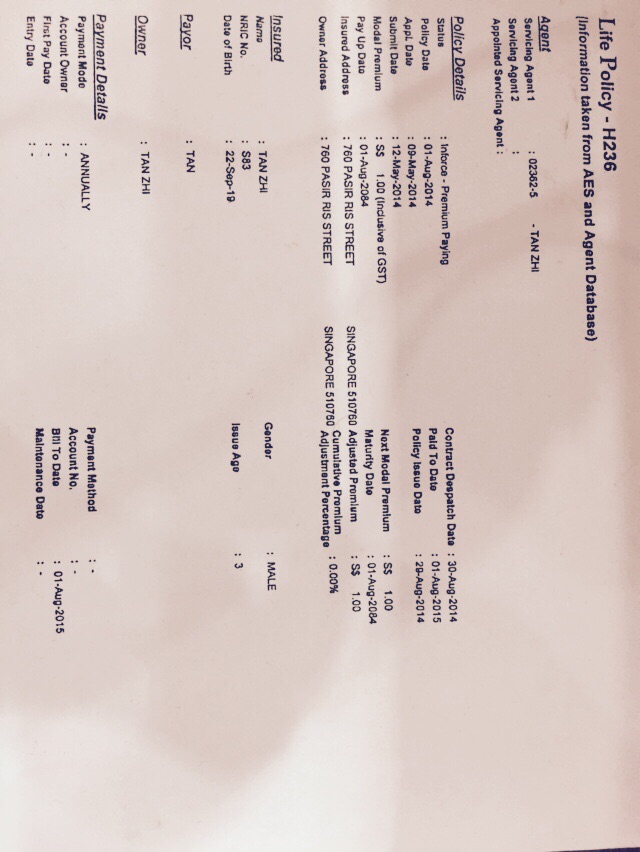 Life Policy - H236
(Information taken from AES and Agent Database)
Agent
Servicing Agent 1 : 02362-5 - TAN ZHI
Servicing Agent 2 :
Appointed Servicing Agent :
Policy Details
Status : Inforce - Premium Paying Contract Despatch Date : 30-Aug-2014
Policy Date : 01-Aug-2014 Paid To Date : 01-Aug-2015
Appl. Date : 09-May-2014 Policy Issue Date : 29-Aug-2014
Submit Date : 12-May-2014
Modal Premium : S$ 1.00 (Inclusive of GST) Next Modal Premium : S$ 1.00
Pay Up Date : 01-Aug-2084 Maturity Date : 01-Aug-2084
Insured Address : 760 PASIR RIS STREET SINGAPORE 510760 Adjusted Premium : S$ 1.00
Cumulative Premium
Owner Address : 760 PASIR RIS STREET SINGAPORE 510760 Adjustment Percentage : 0.00%
Insured
Name : TAN ZHI Gender : MALE
NRIC No. : S83
Date of Birth : 22-Sep-19 Issue Age : 3
Payor : TAN
Owner : TAN ZHI
Payment Details
Payment Mode : ANNUALLY Payment Method : -
Account Owner : - Account No. : -
First Pay Date : - Bill To Date : 01-Aug-2015
Entry Date : - Maintenance Date : -